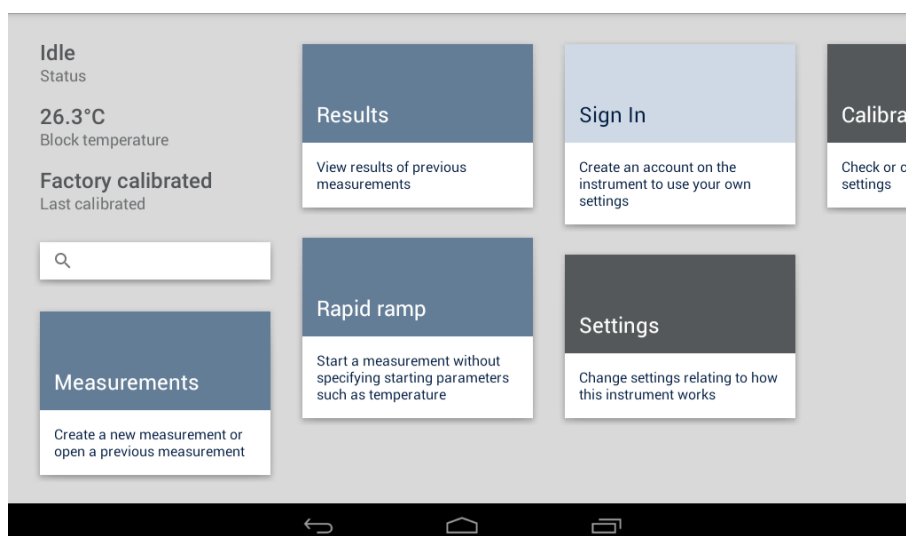 Idle
Status
26.3°C
Block temperature
Factory calibrated
Last calibrated
Measurements
Create a new measurement or
open a previous measurement
Results
View results of previous
measurements
Rapid ramp
Start a measurement without
specifying starting parameters
such as temperature
Sign In
Create an account on the
instrument to use your own
settings
Settings
Change settings relating to how
this instrument works
Calibra
Check or c
settings